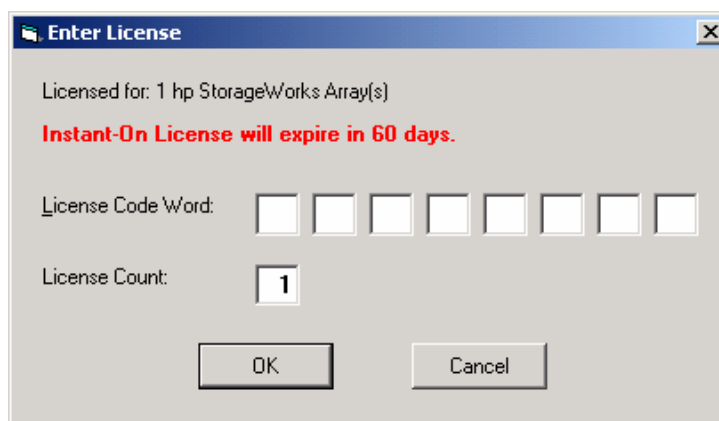 Enter License
Licensed for: 1 hp StorageWorks Array(s)
Instant-On License will expire in 60 days.
License Code Word:
License Count: 1
OK Cancel